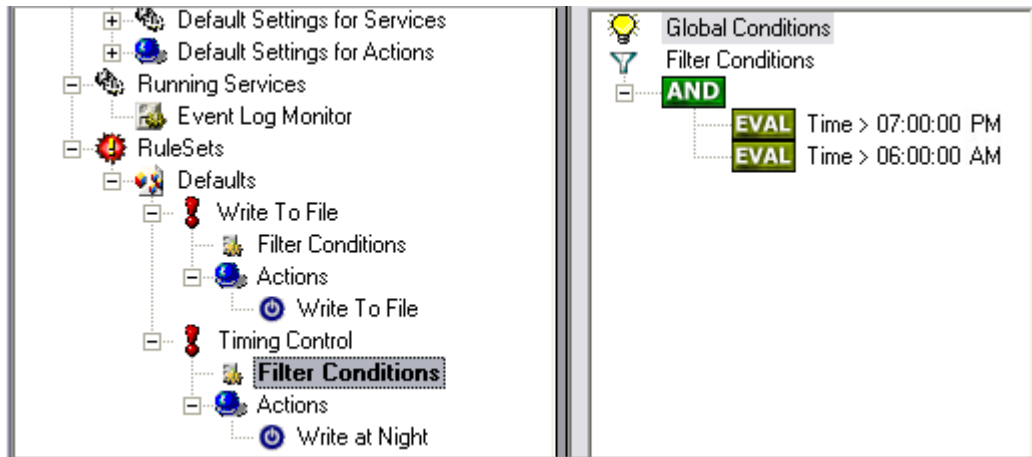 Default Settings for Services
Default Settings for Actions
Running Services
Event Log Monitor
RuleSets
Defaults
Write To File
Filter Conditions
Actions
Write To File
Timing Control
Filter Conditions
Actions
Write at Night
Global Conditions
Filter Conditions
AND
EVAL Time > 07:00:00 PM
EVAL Time > 06:00:00 AM